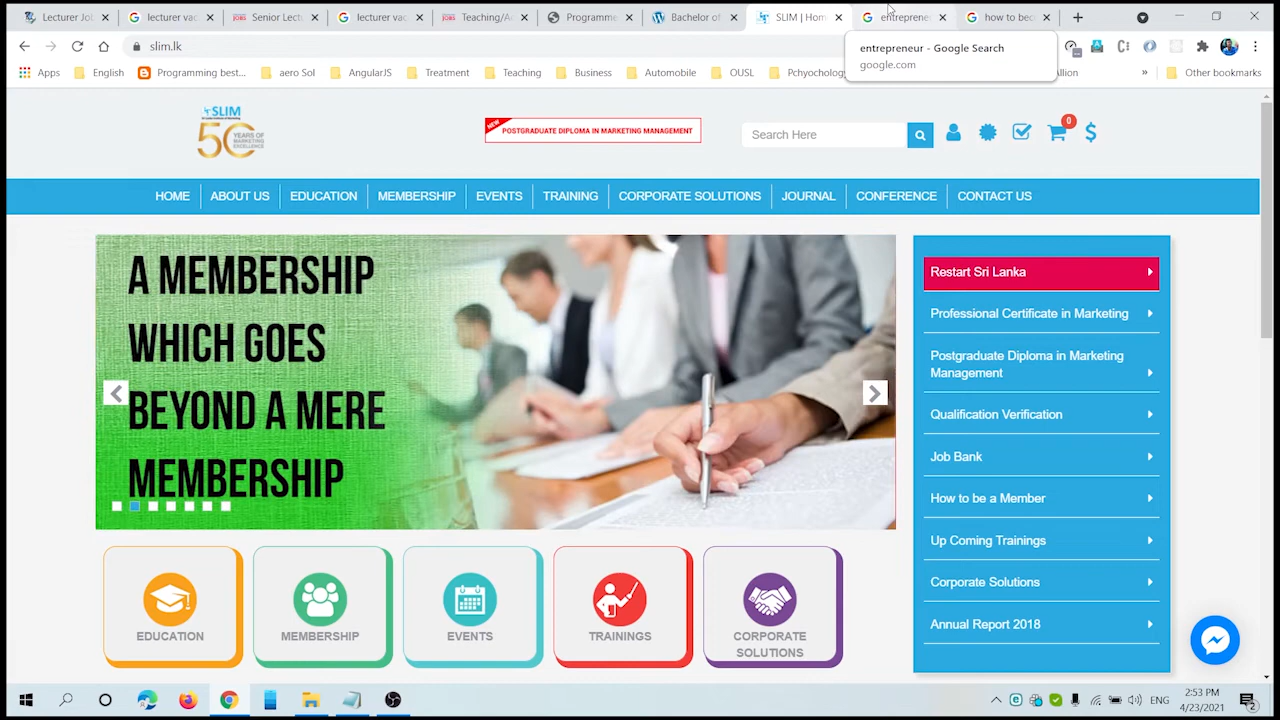 Lecturer Jo
lecturer vac
Senior Lect
lecturer vac
Teaching/Ac
Programme
Bachelor of
SLIM | Hom
entreprene
how to bec
slim.lk
entrepreneur - Google Search
google.com
Apps
English
Programming best...
aero Sol
AngularJS
Treatment
Teaching
Business
Automobile
OUSL
Pchyochology
Allion
»
Other bookmarks
SLIM
50 YEARS OF MARKETING EXCELLENCE
NEW
POSTGRADUATE DIPLOMA IN MARKETING MANAGEMENT
Search Here
0
HOME
ABOUT US
EDUCATION
MEMBERSHIP
EVENTS
TRAINING
CORPORATE SOLUTIONS
JOURNAL
CONFERENCE
CONTACT US
A MEMBERSHIP
WHICH GOES
BEYOND A MERE
MEMBERSHIP
Restart Sri Lanka
Professional Certificate in Marketing
Postgraduate Diploma in Marketing
Management
Qualification Verification
Job Bank
How to be a Member
Up Coming Trainings
Corporate Solutions
Annual Report 2018
EDUCATION
MEMBERSHIP
EVENTS
TRAININGS
CORPORATE
SOLUTIONS
ENG
2:53 PM
4/23/2021
2